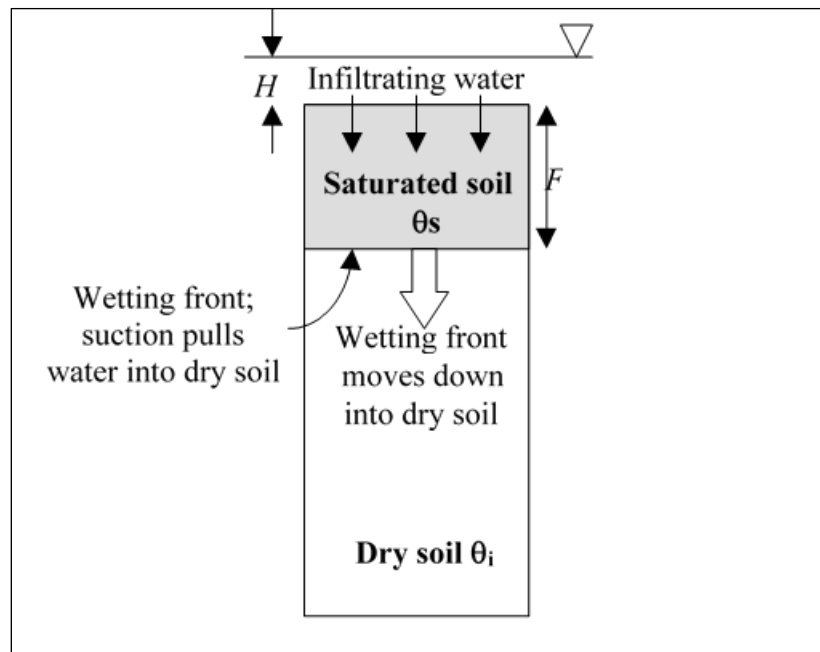 H
Infiltrating water
Saturated soil
θs
F
Wetting front;
suction pulls
water into dry soil
Wetting front
moves down
into dry soil
Dry soil θi